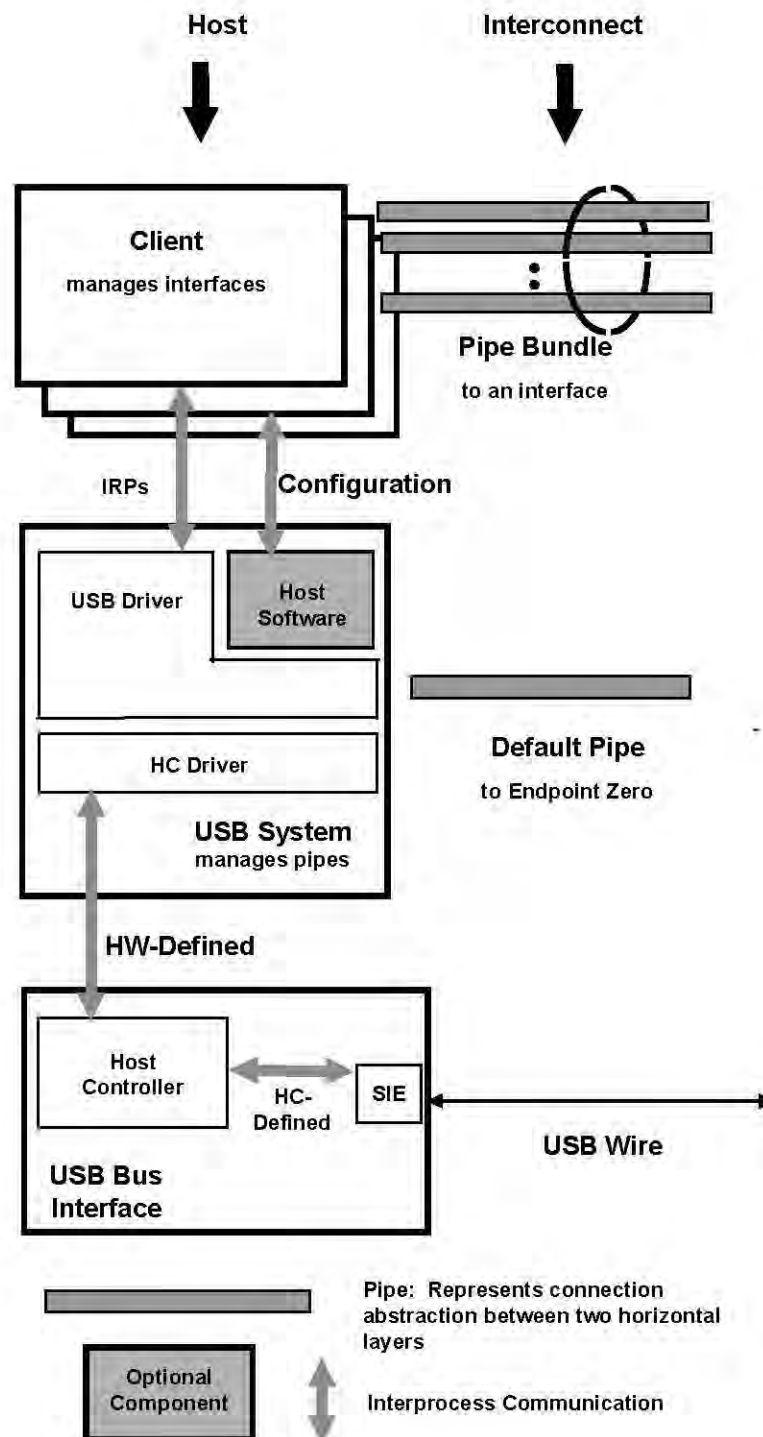 Host
Interconnect
Client
manages interfaces
Pipe Bundle
to an interface
IRPs
Configuration
USB Driver
Host
Software
HC Driver
USB System
manages pipes
Default Pipe
to Endpoint Zero
HW-Defined
Host
Controller
HC-
Defined
SIE
USB Wire
USB Bus
Interface
Pipe: Represents connection
abstraction between two horizontal
layers
Optional
Component
Interprocess Communication